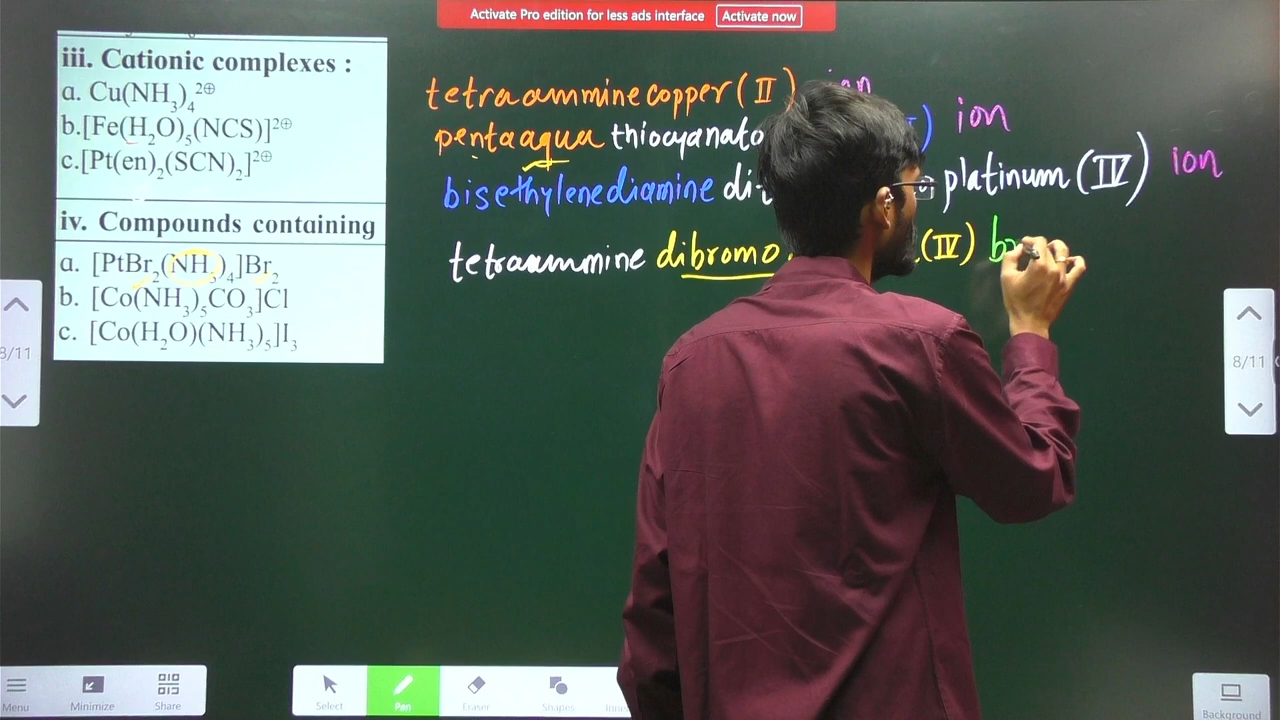 Activate Pro edition for less ads interface Activate now
iii. Cationic complexes :
a. Cu(NH₃)₄²⊕
b.[Fe(H₂O)₅(NCS)]²⊕
c.[Pt(en)₂(SCN)₂]²⊕
iv. Compounds containing
a. [PtBr₂(NH₃)₄]Br₂
b. [Co(NH₃)₅CO₃]Cl
c. [Co(H₂O)(NH₃)₅]I₃
tetraamminecopper(II) ion
pentaaqua thiocyanato ) ion
bisethylenediamine di platinum(IV) ion
tetraammine dibromo (IV) b
8/11
8/11
Menu Minimize Share Select Pen Eraser Shapes Background